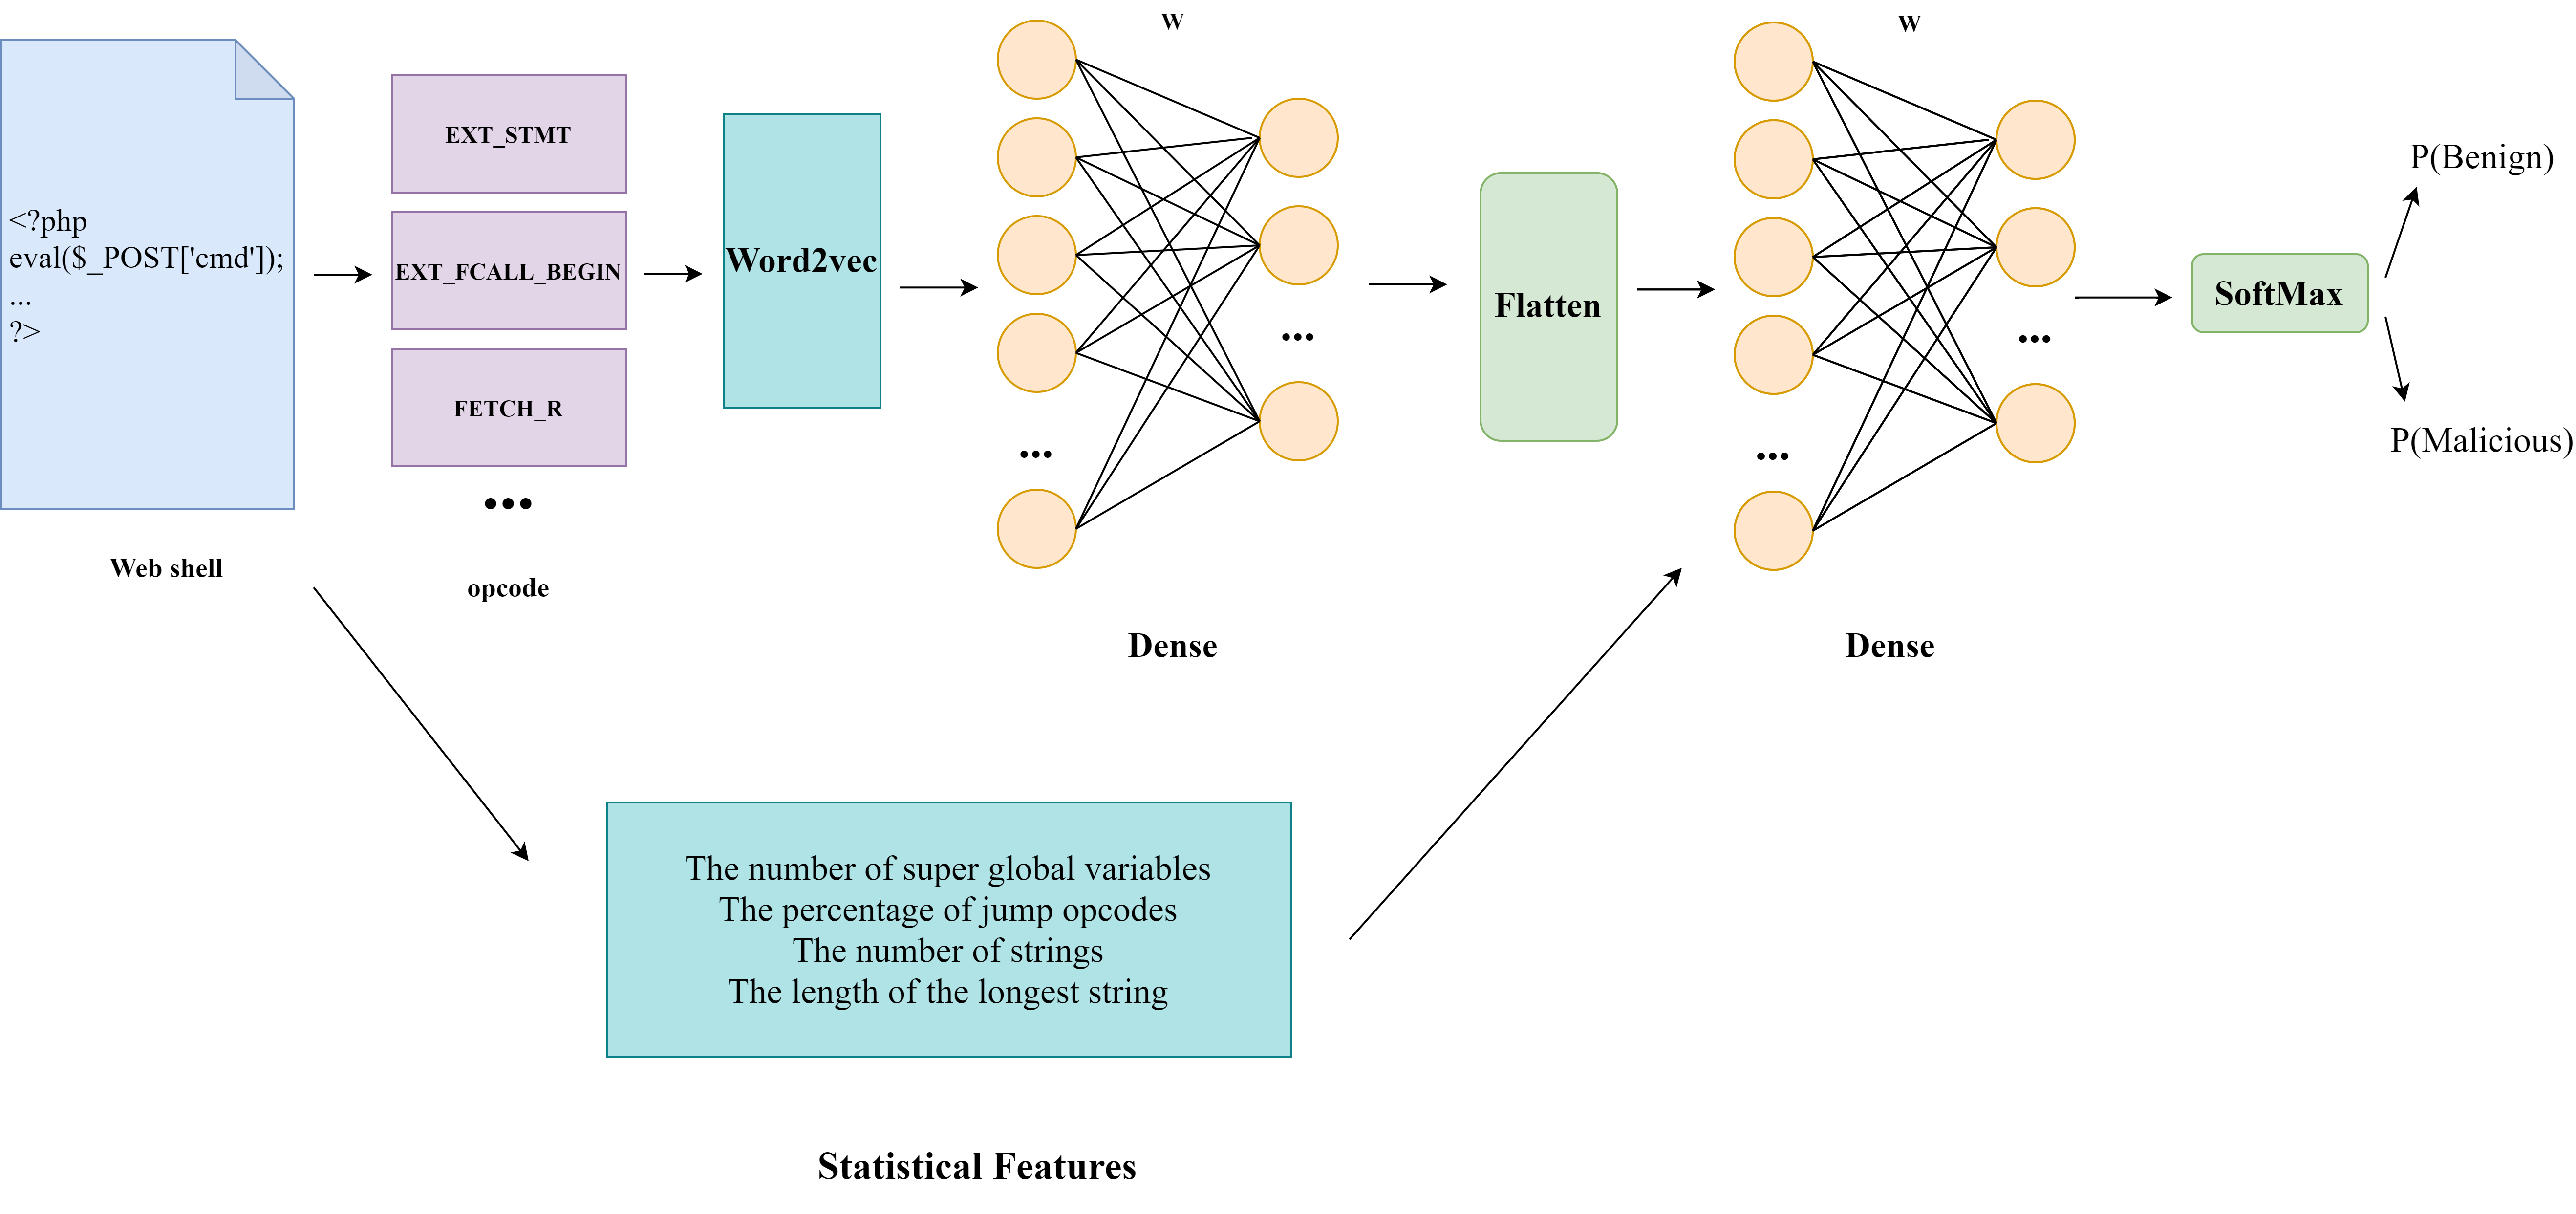 <?php
eval($_POST['cmd']);
...
?>
Web shell
EXT_STMT
EXT_FCALL_BEGIN
FETCH_R
...
opcode
Word2vec
W
...
...
Dense
Flatten
W
...
...
Dense
SoftMax
P(Benign)
P(Malicious)
The number of super global variables
The percentage of jump opcodes
The number of strings
The length of the longest string
Statistical Features